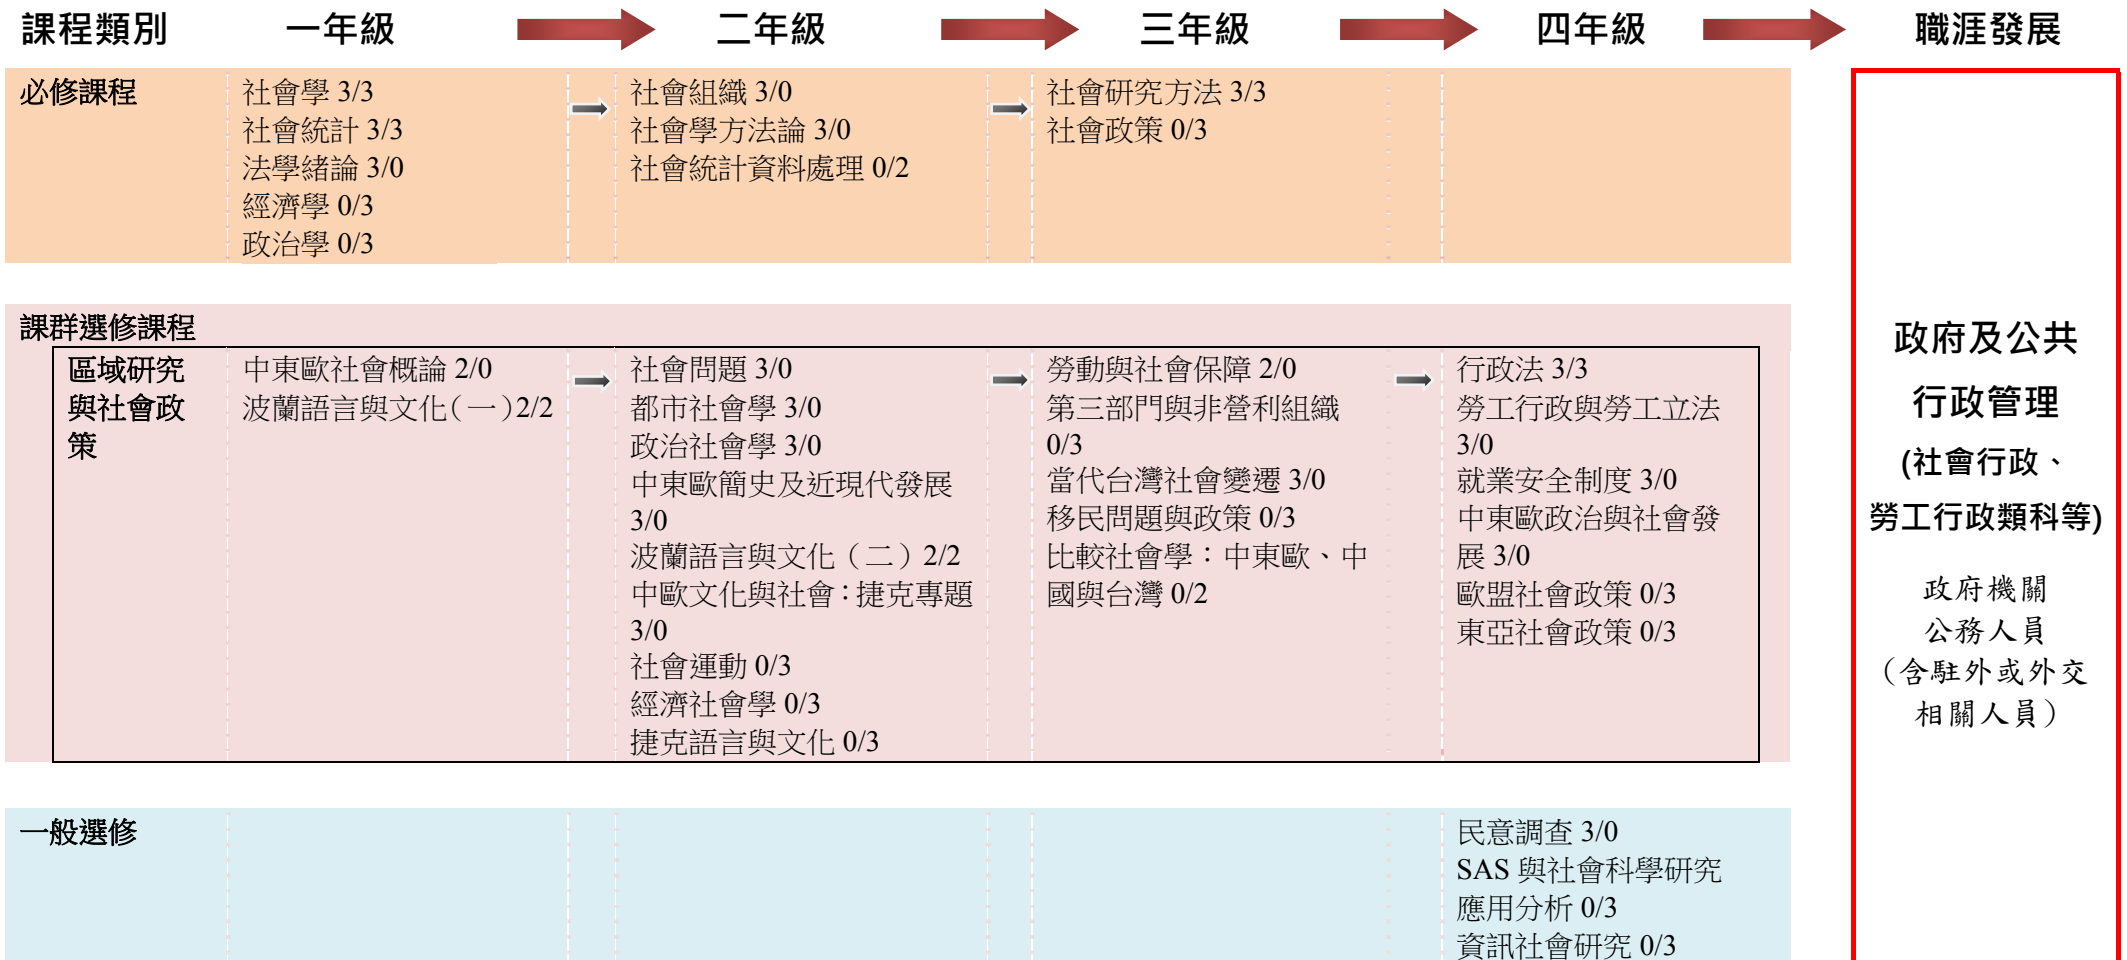 課程類別
一年級
二年級
三年級
四年級
職涯發展
必修課程
社會學 3/3
社會統計 3/3
法學緒論 3/0
經濟學 0/3
政治學 0/3
社會組織 3/0
社會學方法論 3/0
社會統計資料處理 0/2
社會研究方法 3/3
社會政策 0/3
課群選修課程
區域研究
與社會政
策
中東歐社會概論 2/0
波蘭語言與文化(一)2/2
社會問題 3/0
都市社會學 3/0
政治社會學 3/0
中東歐簡史及近現代發展
3/0
波蘭語言與文化（二）2/2
中歐文化與社會：捷克專題
3/0
社會運動 0/3
經濟社會學 0/3
捷克語言與文化 0/3
勞動與社會保障 2/0
第三部門與非營利組織
0/3
當代台灣社會變遷 3/0
移民問題與政策 0/3
比較社會學：中東歐、中
國與台灣 0/2
行政法 3/3
勞工行政與勞工立法
3/0
就業安全制度 3/0
中東歐政治與社會發
展 3/0
歐盟社會政策 0/3
東亞社會政策 0/3
一般選修
民意調查 3/0
SAS 與社會科學研究
應用分析 0/3
資訊社會研究 0/3
政府及公共
行政管理
(社會行政、
勞工行政類科等)
政府機關
公務人員
（含駐外或外交
相關人員）